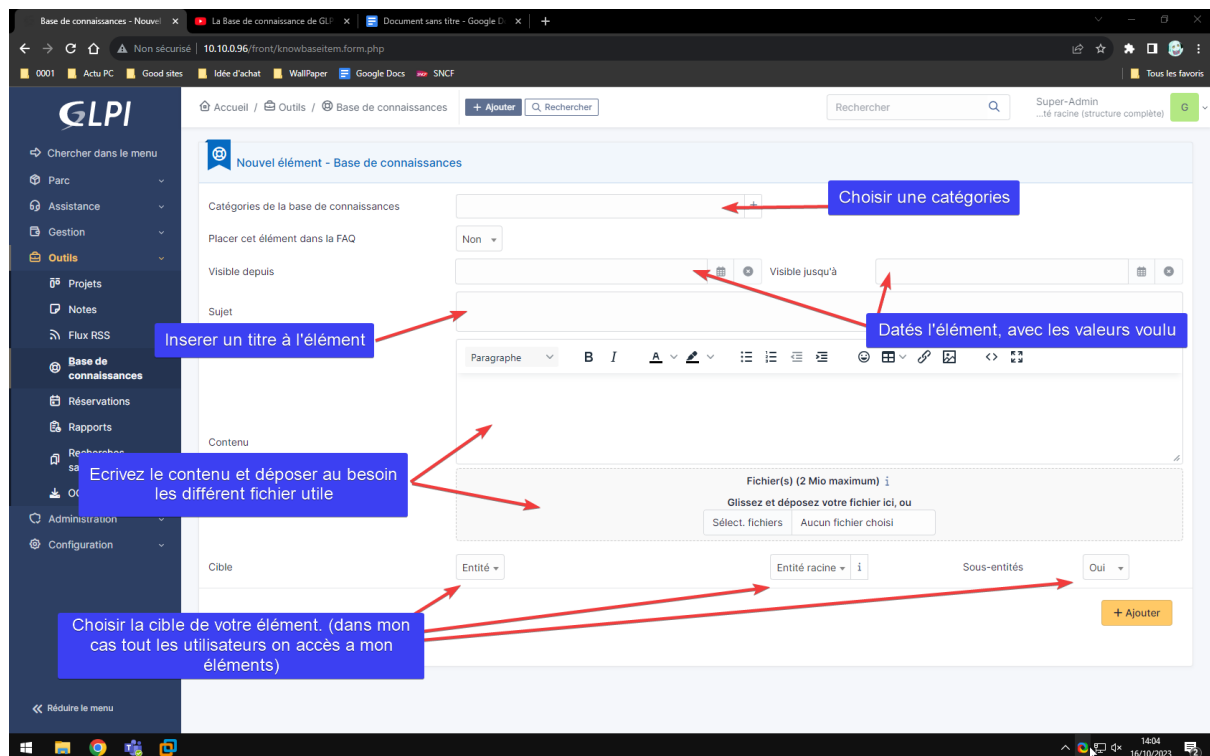 Base de connaissances - Nouvel
La Base de connaissance de GLP
Document sans titre - Google D
Non sécurisé | 10.10.0.96/front/knowbaseitem.form.php
0001 Actu PC Good sites Idée d'achat WallPaper Google Docs SNCF Tous les favoris
GLPI
Accueil / Outils / Base de connaissances + Ajouter Rechercher
Rechercher
Super-Admin
...té racine (structure complète)
G
Chercher dans le menu
Parc
Assistance
Gestion
Outils
Projets
Notes
Flux RSS
Base de
connaissances
Réservations
Rapports
Recherches
sa
OC
Administration
Configuration
Réduire le menu
Nouvel élément - Base de connaissances
Catégories de la base de connaissances
Choisir une catégories
Placer cet élément dans la FAQ Non
Visible depuis Visible jusqu'à
Sujet
Datés l'élément, avec les valeurs voulu
Inserer un titre à l'élément
Paragraphe B I A
Contenu
Ecrivez le contenu et déposer au besoin
les différent fichier utile
Fichier(s) (2 Mio maximum) i
Glissez et déposez votre fichier ici, ou
Sélect. fichiers Aucun fichier choisi
Cible Entité Entité racine i Sous-entités Oui
+ Ajouter
Choisir la cible de votre élément. (dans mon
cas tout les utilisateurs on accès a mon
éléments)
14:04
16/10/2023
2